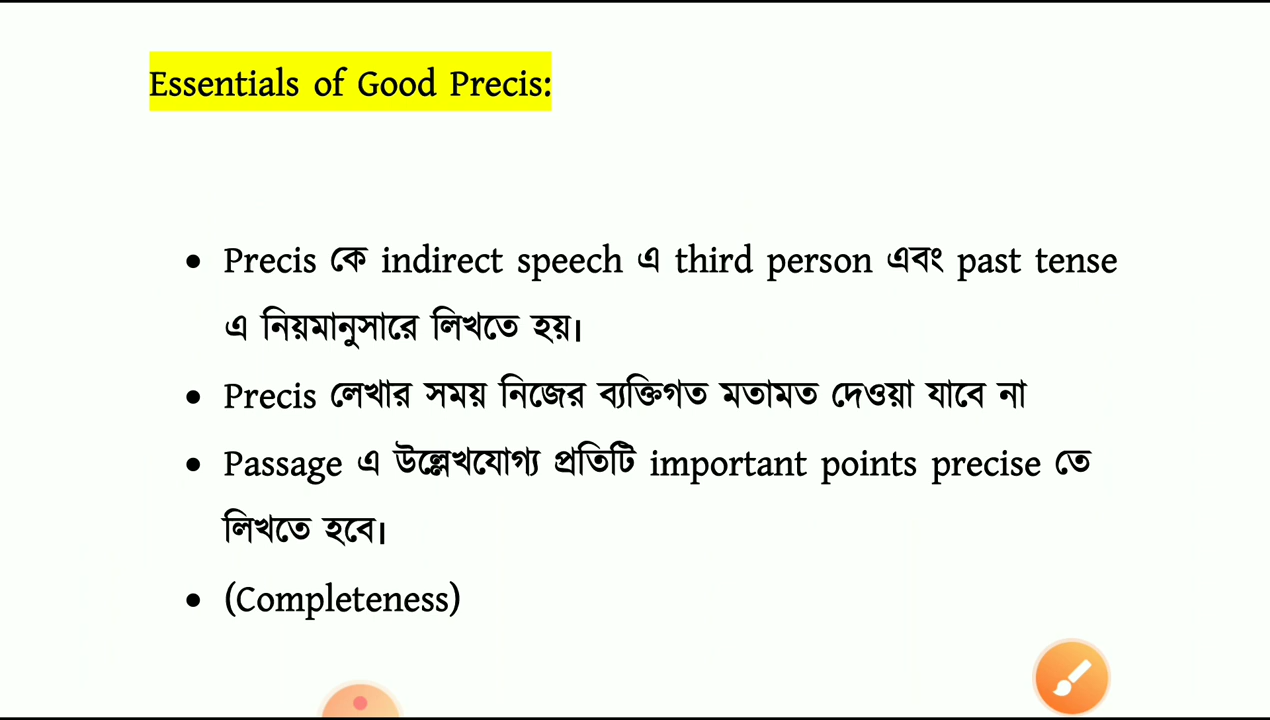 Essentials of Good Precis:
• Precis কে indirect speech এ third person এবং past tense
এ নিয়মানুসারে লিখতে হয়।
• Precis লেখার সময় নিজের ব্যক্তিগত মতামত দেওয়া যাবে না
• Passage এ উল্লেখযোগ্য প্রতিটি important points precise তে
লিখতে হবে।
• (Completeness)